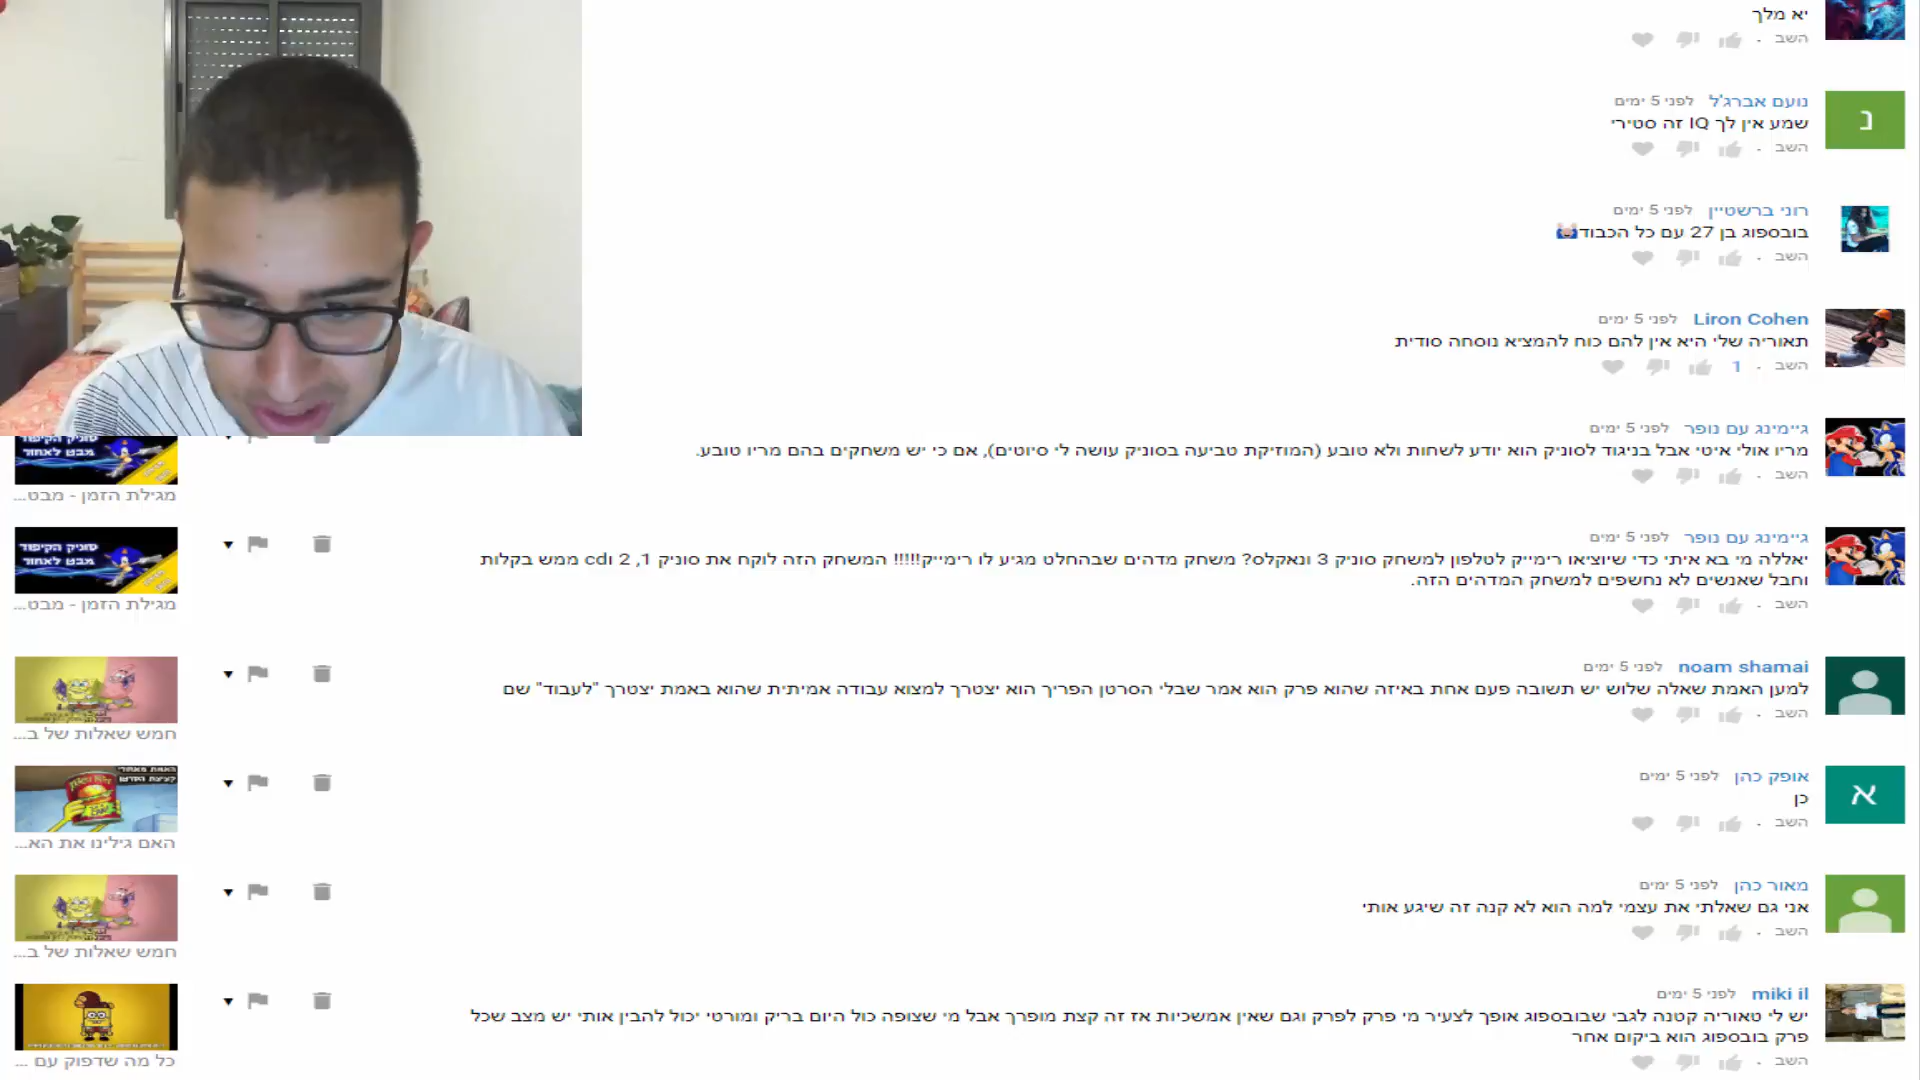 יא מלך
השב
נועם אברג'ל לפני 5 ימים
שמע אין לך IQ זה סטירי
השב
רוני ברשטיין לפני 5 ימים
בובספוג בן 27 עם כל הכבוד
השב
Liron Cohen לפני 5 ימים
תאוריה שלי היא אין להם כוח להמציא נוסחה סודית
השב 1
גיימינג עם נופר לפני 5 ימים
מריו אולי איטי אבל בניגוד לסוניק הוא יודע לשחות ולא טובע (המוזיקת טביעה בסוניק עושה לי סיוטים), אם כי יש משחקים בהם מריו טובע.
השב
סוניק הקיפוד
מבט לאחור
מגילת הזמן - מבט...
גיימינג עם נופר לפני 5 ימים
יאללה מי בא איתי כדי שיוציאו רימייק לטלפון למשחק סוניק 3 ונאקלס? משחק מדהים שבהחלט מגיע לו רימייק!!!!! המשחק הזה לוקח את סוניק 1, 2 וcd ממש בקלות
וחבל שאנשים לא נחשפים למשחק המדהים הזה.
השב
סוניק הקיפוד
מבט לאחור
מגילת הזמן - מבט...
noam shamai לפני 5 ימים
למען האמת שאלה שלוש יש תשובה פעם אחת באיזה שהוא פרק הוא אמר שבלי הסרטן הפריך הוא יצטרך למצוא עבודה אמיתית שהוא באמת יצטרך "לעבוד" שם
השב
חמש שאלות של ב...
אופק כהן לפני 5 ימים
כן
השב
א
האמת מאחורי
האם גילינו את הא...
מאור כהן לפני 5 ימים
אני גם שאלתי את עצמי למה הוא לא קנה זה שיגע אותי
השב
חמש שאלות של ב...
miki il לפני 5 ימים
יש לי טאוריה קטנה לגבי שבובספוג אופך לצעיר מי פרק לפרק וגם שאין אמשכיות אז זה קצת מופרך אבל מי שצופה כול היום בריק ומורטי יכול להבין אותי יש מצב שכל
פרק בובספוג הוא ביקום אחר
השב
כל מה שדפוק עם ...